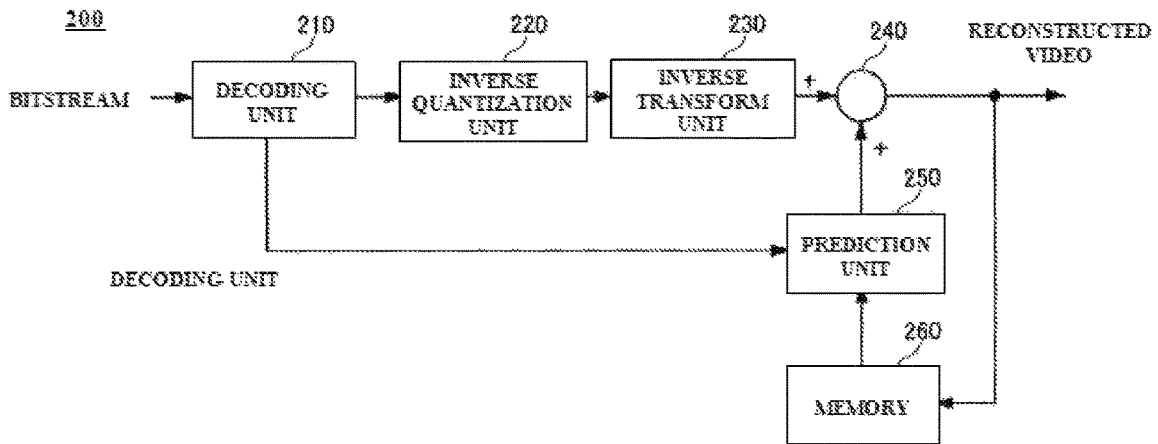 200
210
220
230
240
RECONSTRUCTED
VIDEO
BITSTREAM
DECODING
UNIT
INVERSE
QUANTIZATION
UNIT
INVERSE
TRANSFORM
UNIT
+
+
250
PREDICTION
UNIT
DECODING UNIT
260
MEMORY